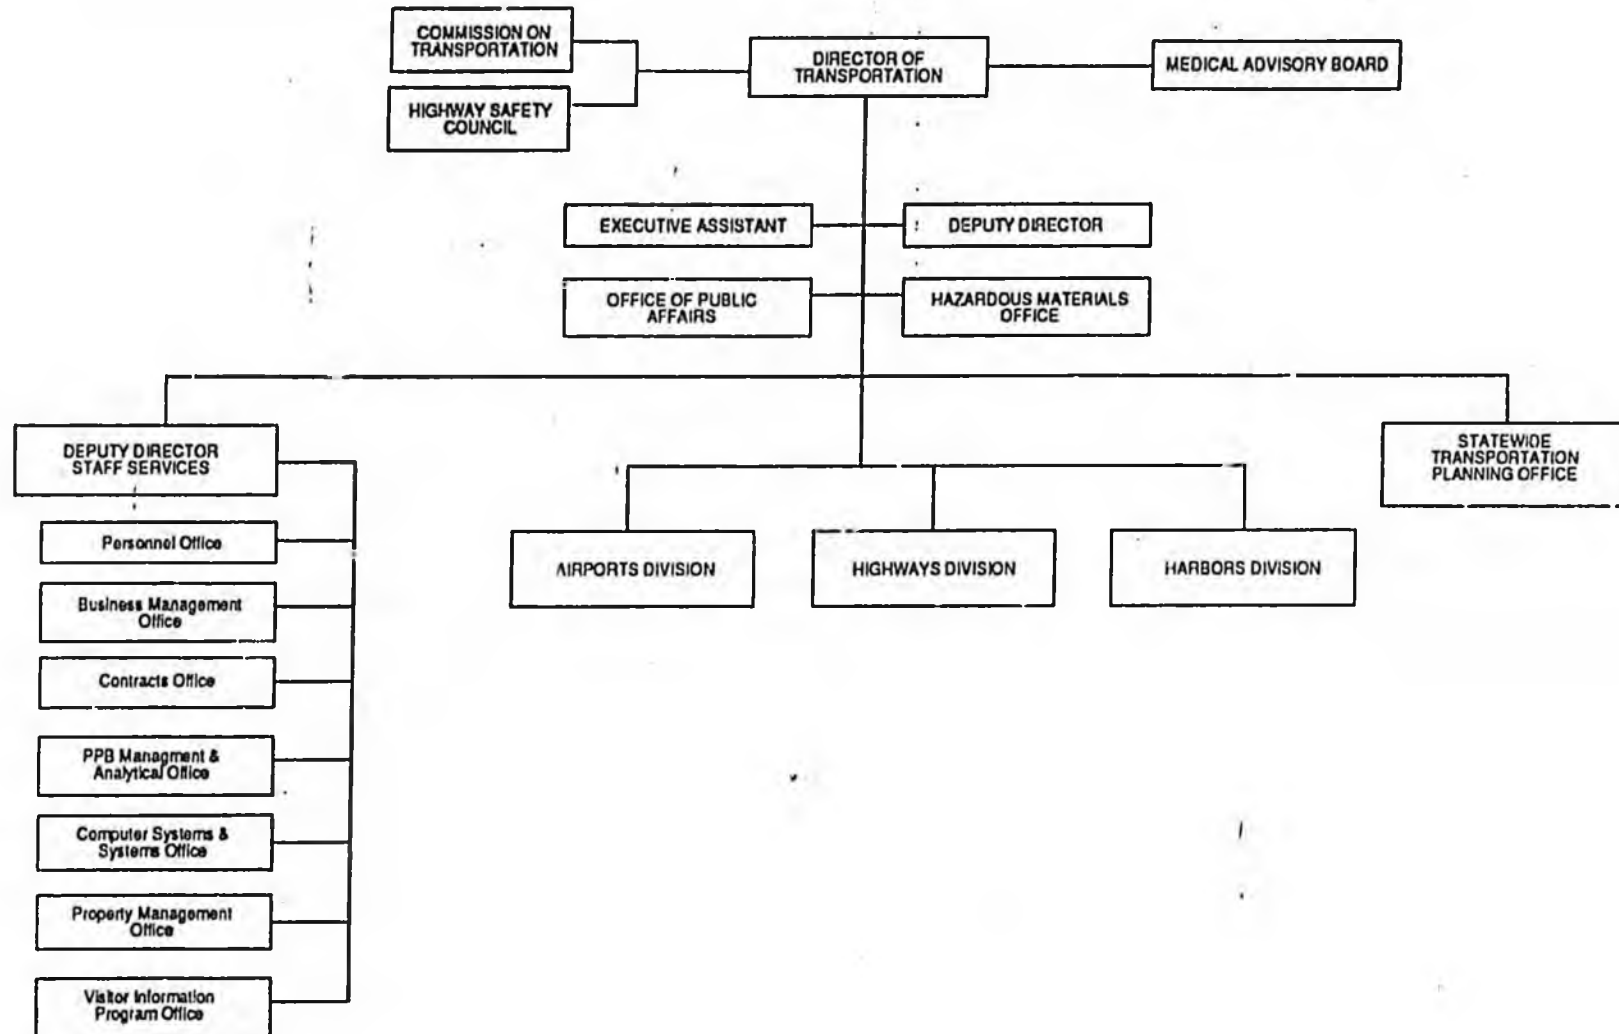 COMMISSION ON
TRANSPORTATION
HIGHWAY SAFETY
COUNCIL
DIRECTOR OF
TRANSPORTATION
MEDICAL ADVISORY BOARD
EXECUTIVE ASSISTANT
DEPUTY DIRECTOR
OFFICE OF PUBLIC
AFFAIRS
HAZARDOUS MATERIALS
OFFICE
DEPUTY DIRECTOR
STAFF SERVICES
STATEWIDE
TRANSPORTATION
PLANNING OFFICE
AIRPORTS DIVISION
HIGHWAYS DIVISION
HARBORS DIVISION
Personnel Office
Business Management
Office
Contracts Office
PPB Managment &
Analytical Office
Computer Systems &
Systems Office
Property Management
Office
Visitor Information
Program Office